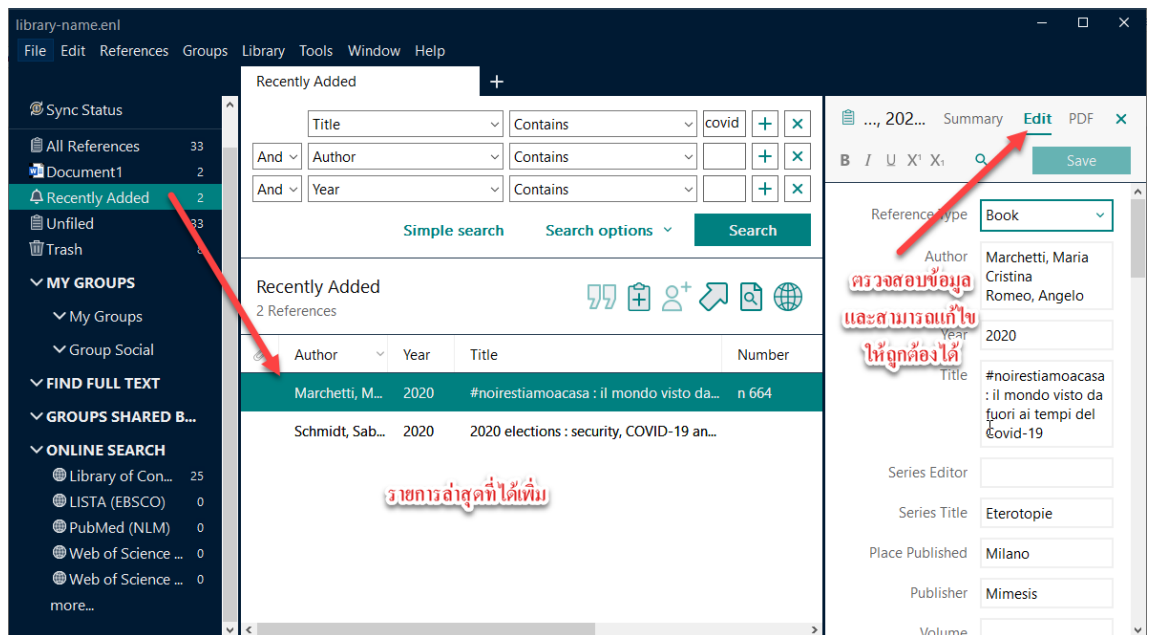 library-name.enl
File Edit References Groups Library Tools Window Help
Recently Added
Sync Status
All References 33
Document1 2
Recently Added 2
Unfiled 33
Trash
MY GROUPS
My Groups
Group Social
FIND FULL TEXT
GROUPS SHARED B...
ONLINE SEARCH
Library of Con... 25
LISTA (EBSCO) 0
PubMed (NLM) 0
Web of Science ... 0
Web of Science ... 0
more...
Title Contains covid
And Author Contains
And Year Contains
Simple search Search options Search
Recently Added
2 References
Author Year Title Number
Marchetti, M... 2020 #noirestiamoacasa : il mondo visto da... n 664
Schmidt, Sab... 2020 2020 elections : security, COVID-19 an...
รายการล่าสุดที่ได้เพิ่ม
..., 202... Summary Edit PDF
B I U X¹ X₁ Save
Reference Type Book
Author Marchetti, Maria
Cristina
Romeo, Angelo
ตรวจสอบข้อมูล
และสามารถแก้ไข
ให้ถูกต้องได้
Year 2020
Title #noirestiamoacasa
: il mondo visto da
fuori ai tempi del
Covid-19
Series Editor
Series Title Eterotopie
Place Published Milano
Publisher Mimesis
Volume